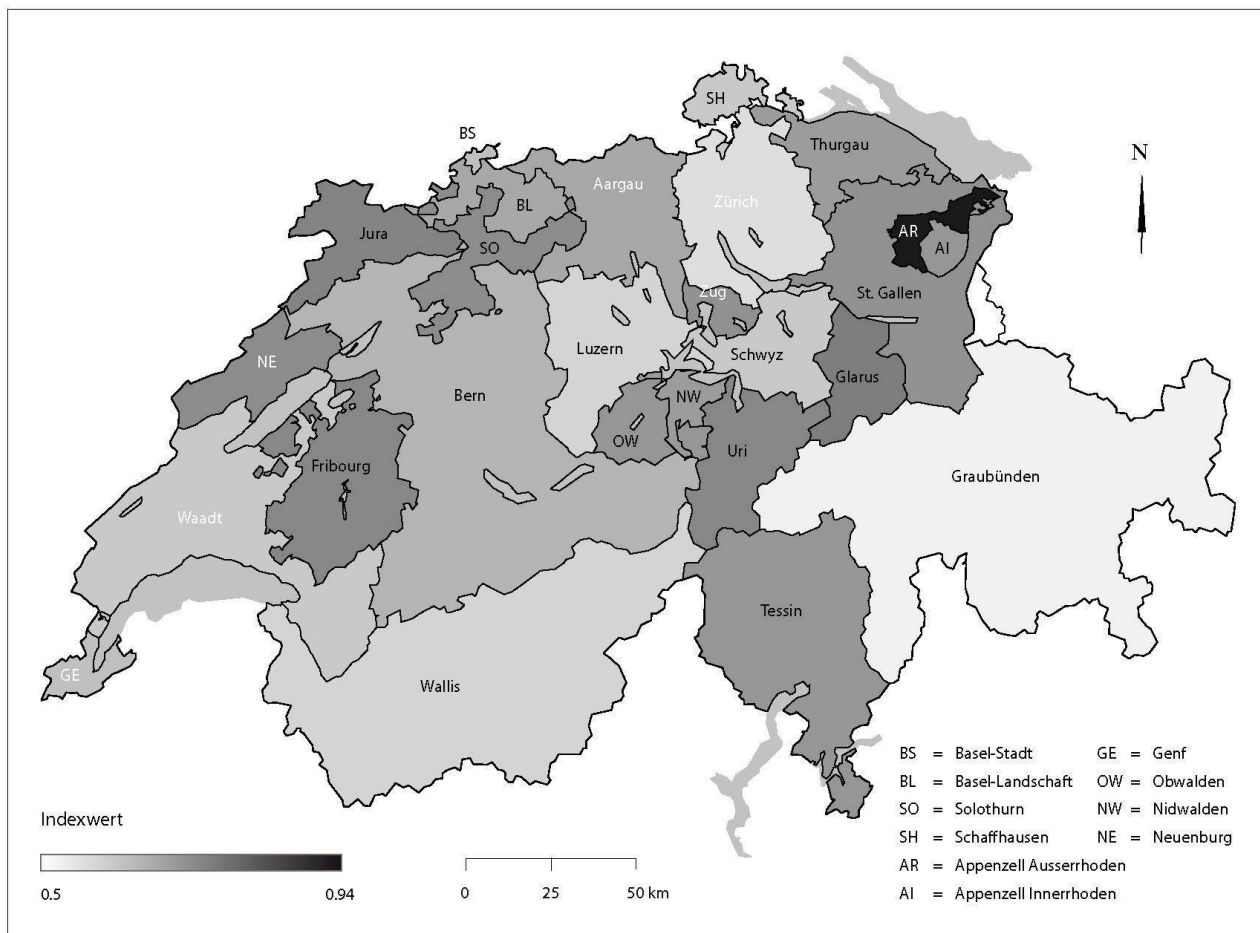 SH
BS
Thurgau
N
Aargau
Zürich
BL
AR
Jura
SO
AI
Zug
St. Gallen
Luzern
Schwyz
NE
Glarus
Bern
NW
OW
Uri
Fribourg
Graubünden
Waadt
Tessin
GE
Wallis
BS = Basel-Stadt GE = Genf
BL = Basel-Landschaft OW = Obwalden
SO = Solothurn NW = Nidwalden
SH = Schaffhausen NE = Neuenburg
AR = Appenzell Ausserrhoden
AI = Appenzell Innerrhoden
Indexwert
0.5 0.94
0 25 50 km